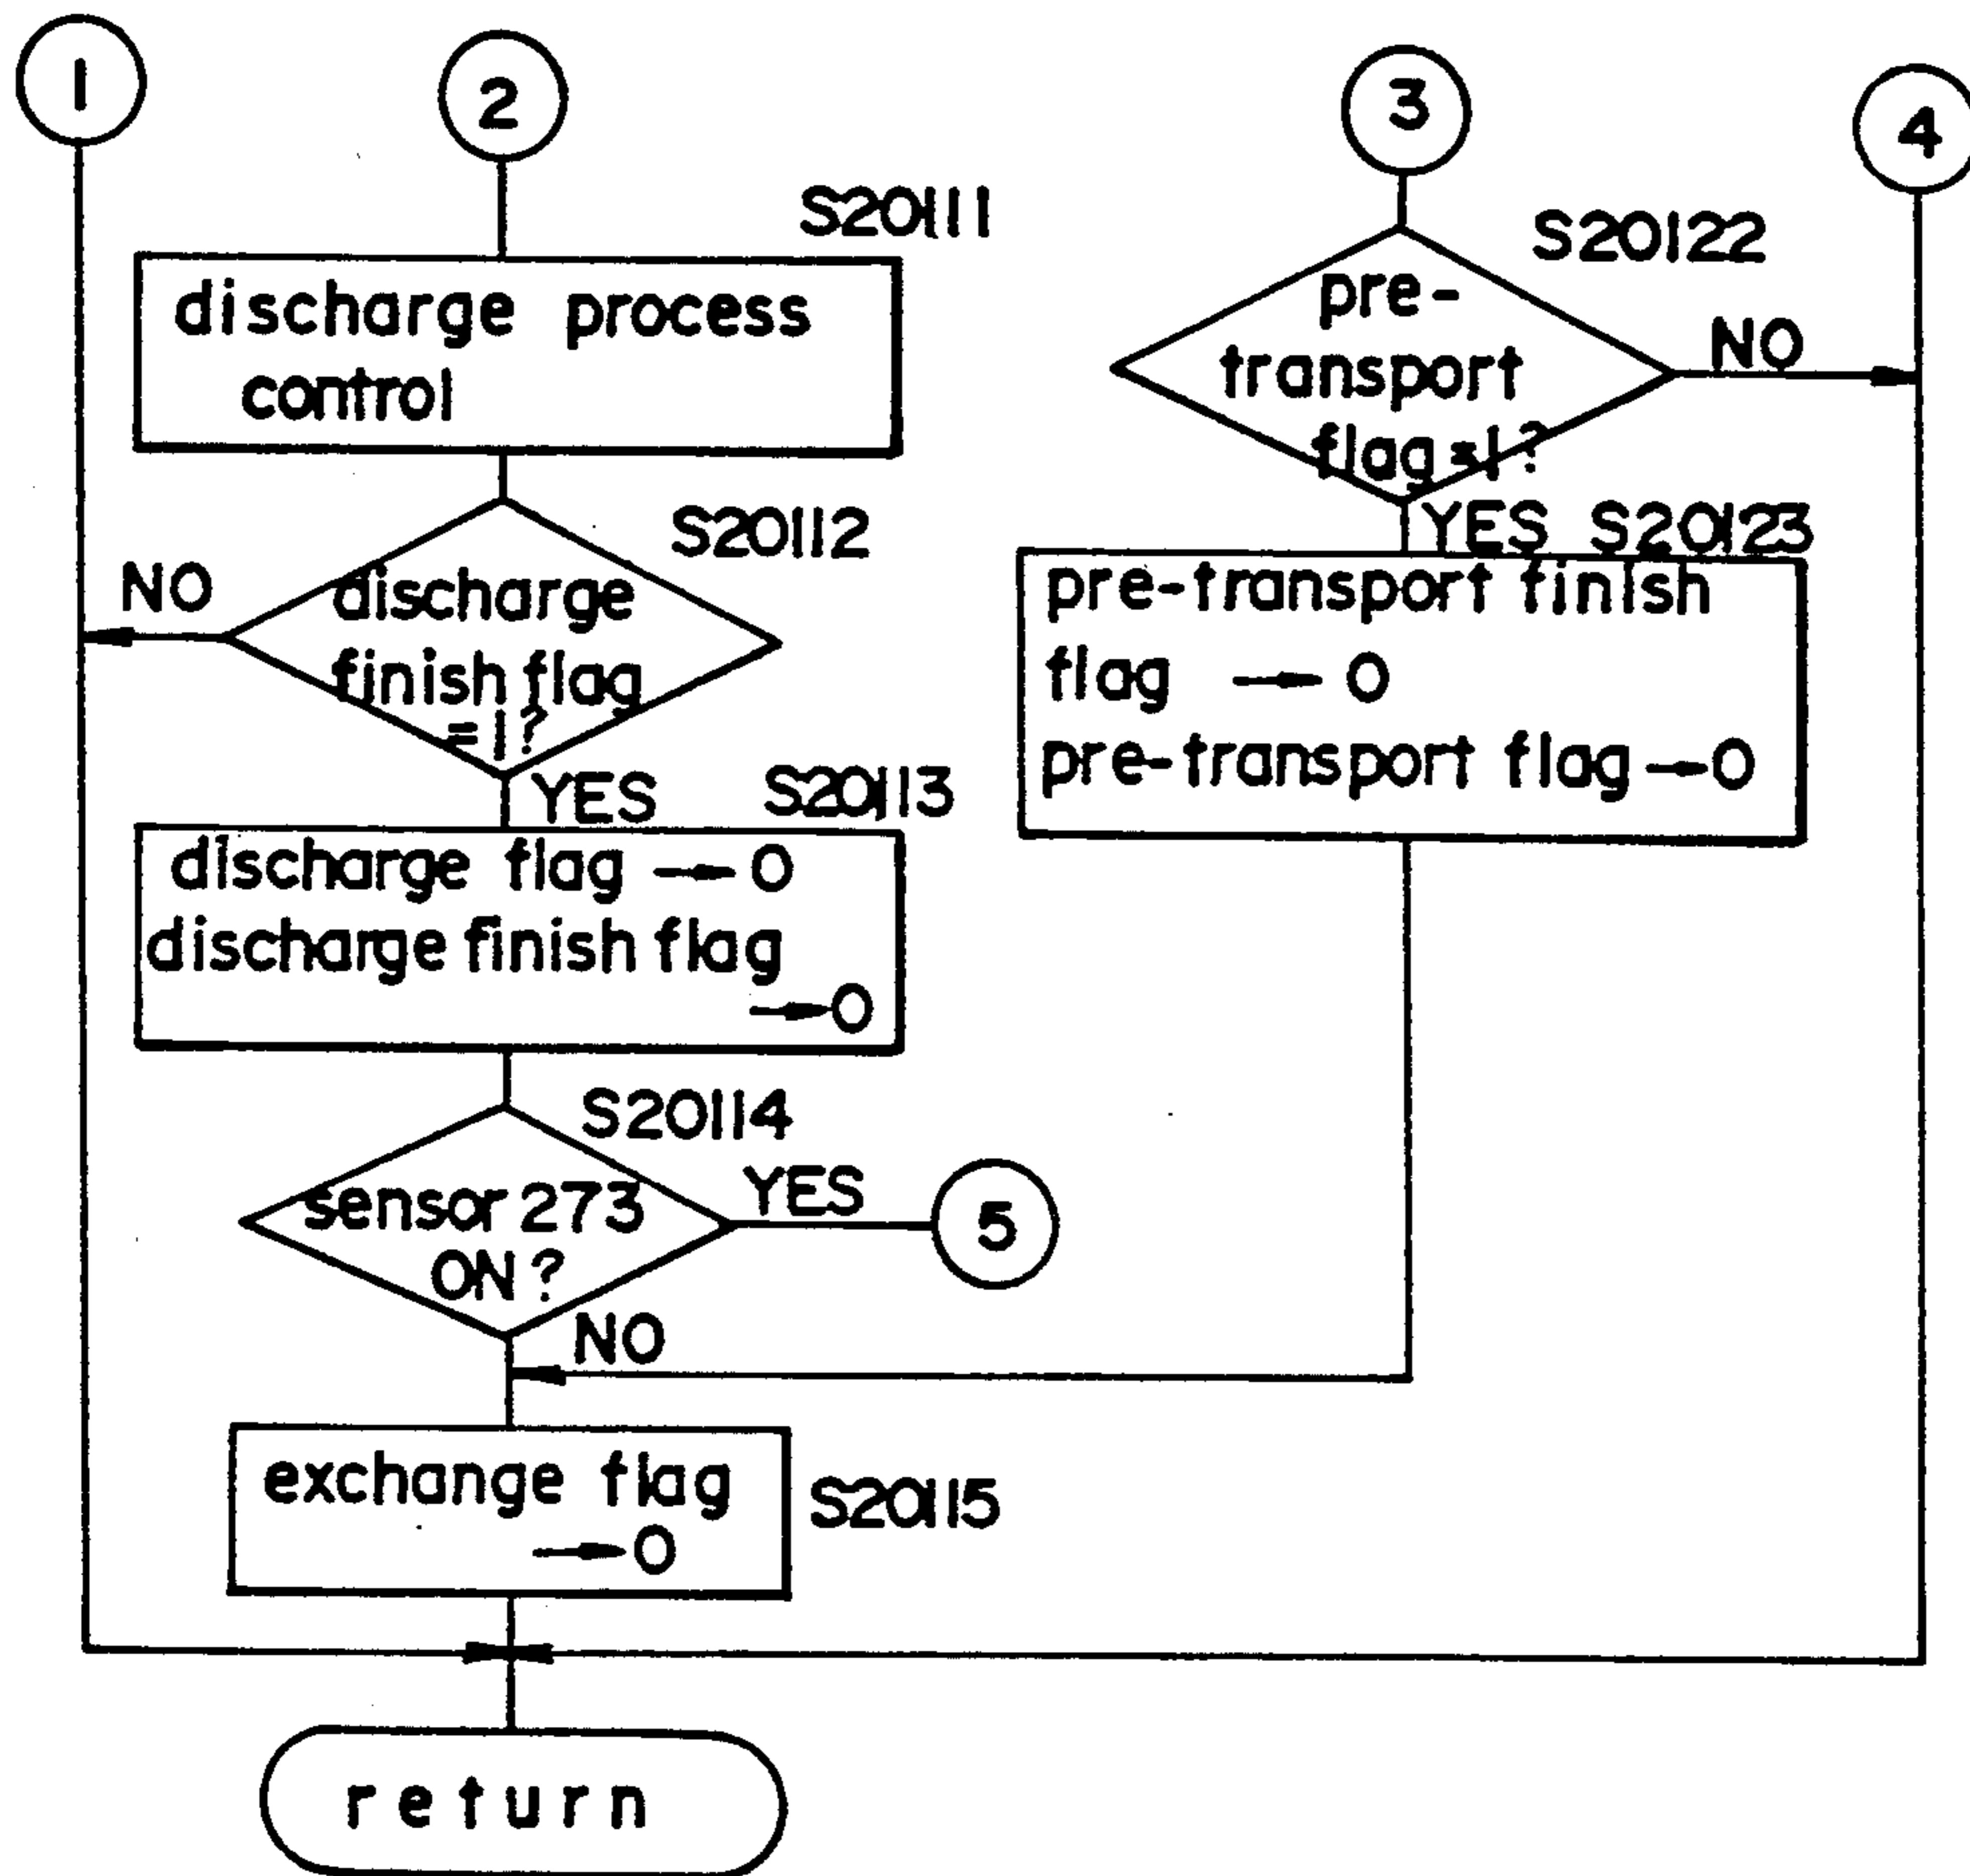 1
2
3
4
S20111
discharge process
control
S20112
NO
discharge
finish flag
=1?
YES
S20113
discharge flag → 0
discharge finish flag
→0
S20114
sensor 273
ON?
YES
5
NO
exchange flag
→0
S20115
return
S20122
pre-
transport
flag =1?
NO
YES
S20123
pre-transport finish
flag → 0
pre-transport flag →0